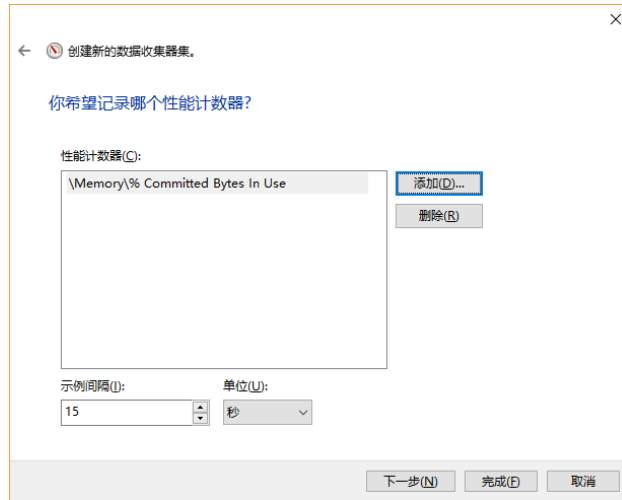 创建新的数据收集器集。
你希望记录哪个性能计数器?
性能计数器(C):
\Memory\% Committed Bytes In Use
添加(D)...
删除(R)
示例间隔(I):
单位(U):
15
秒
下一步(N)
完成(F)
取消